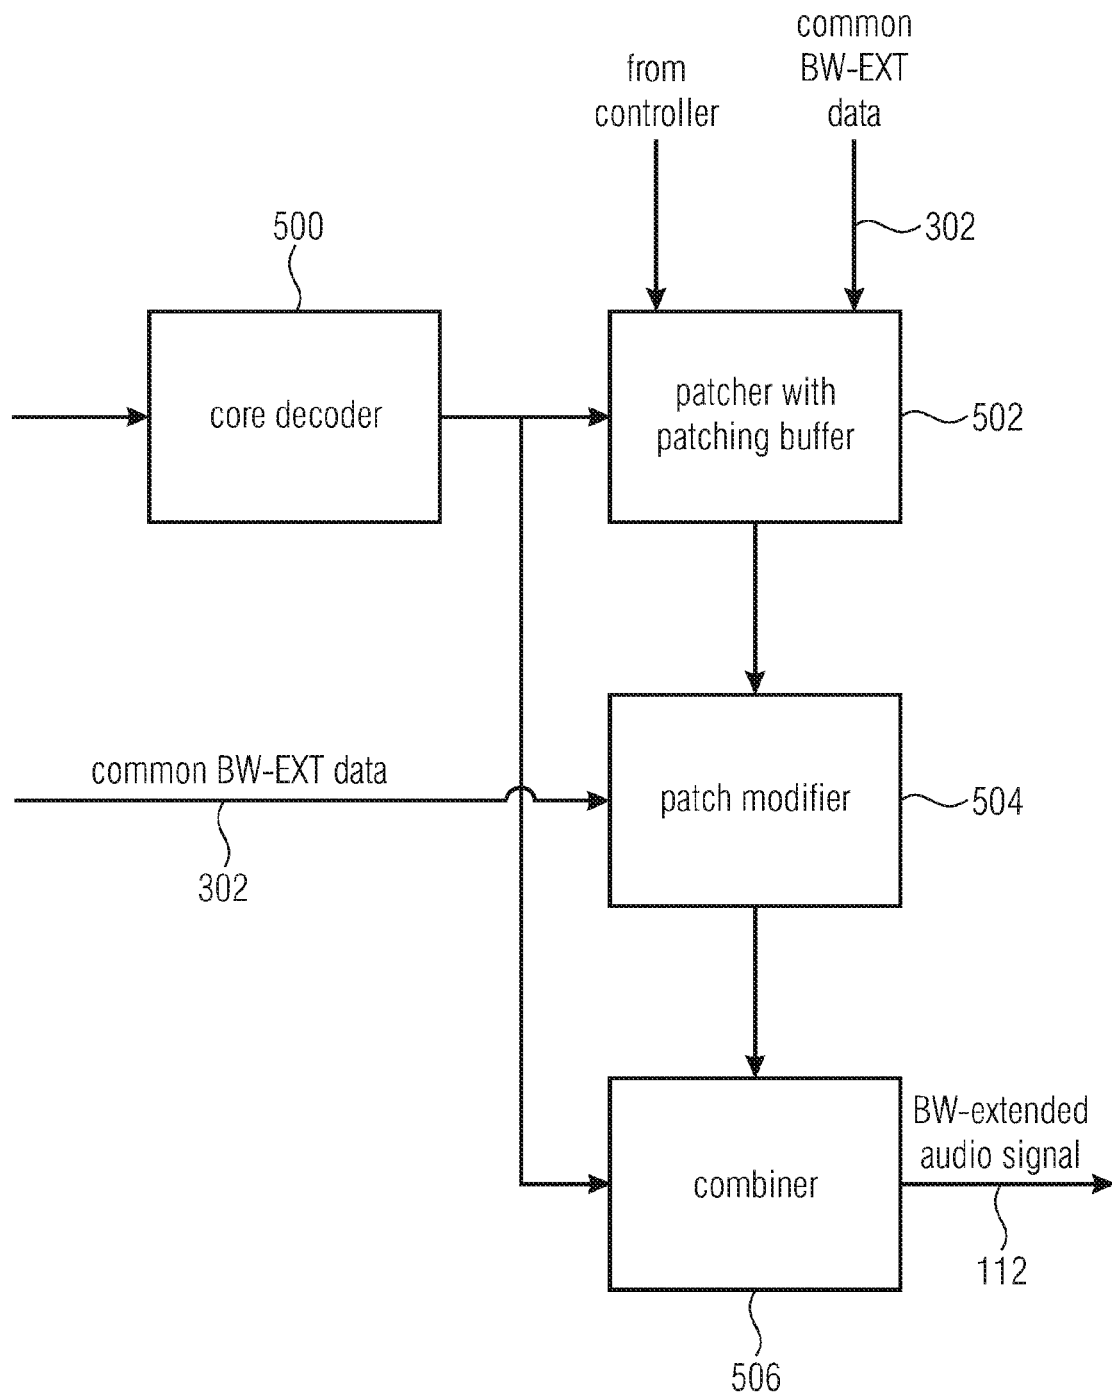 common
BW-EXT
data
from
controller
302
500
core decoder
patcher with
patching buffer
502
common BW-EXT data
302
patch modifier
504
combiner
BW-extended
audio signal
112
506